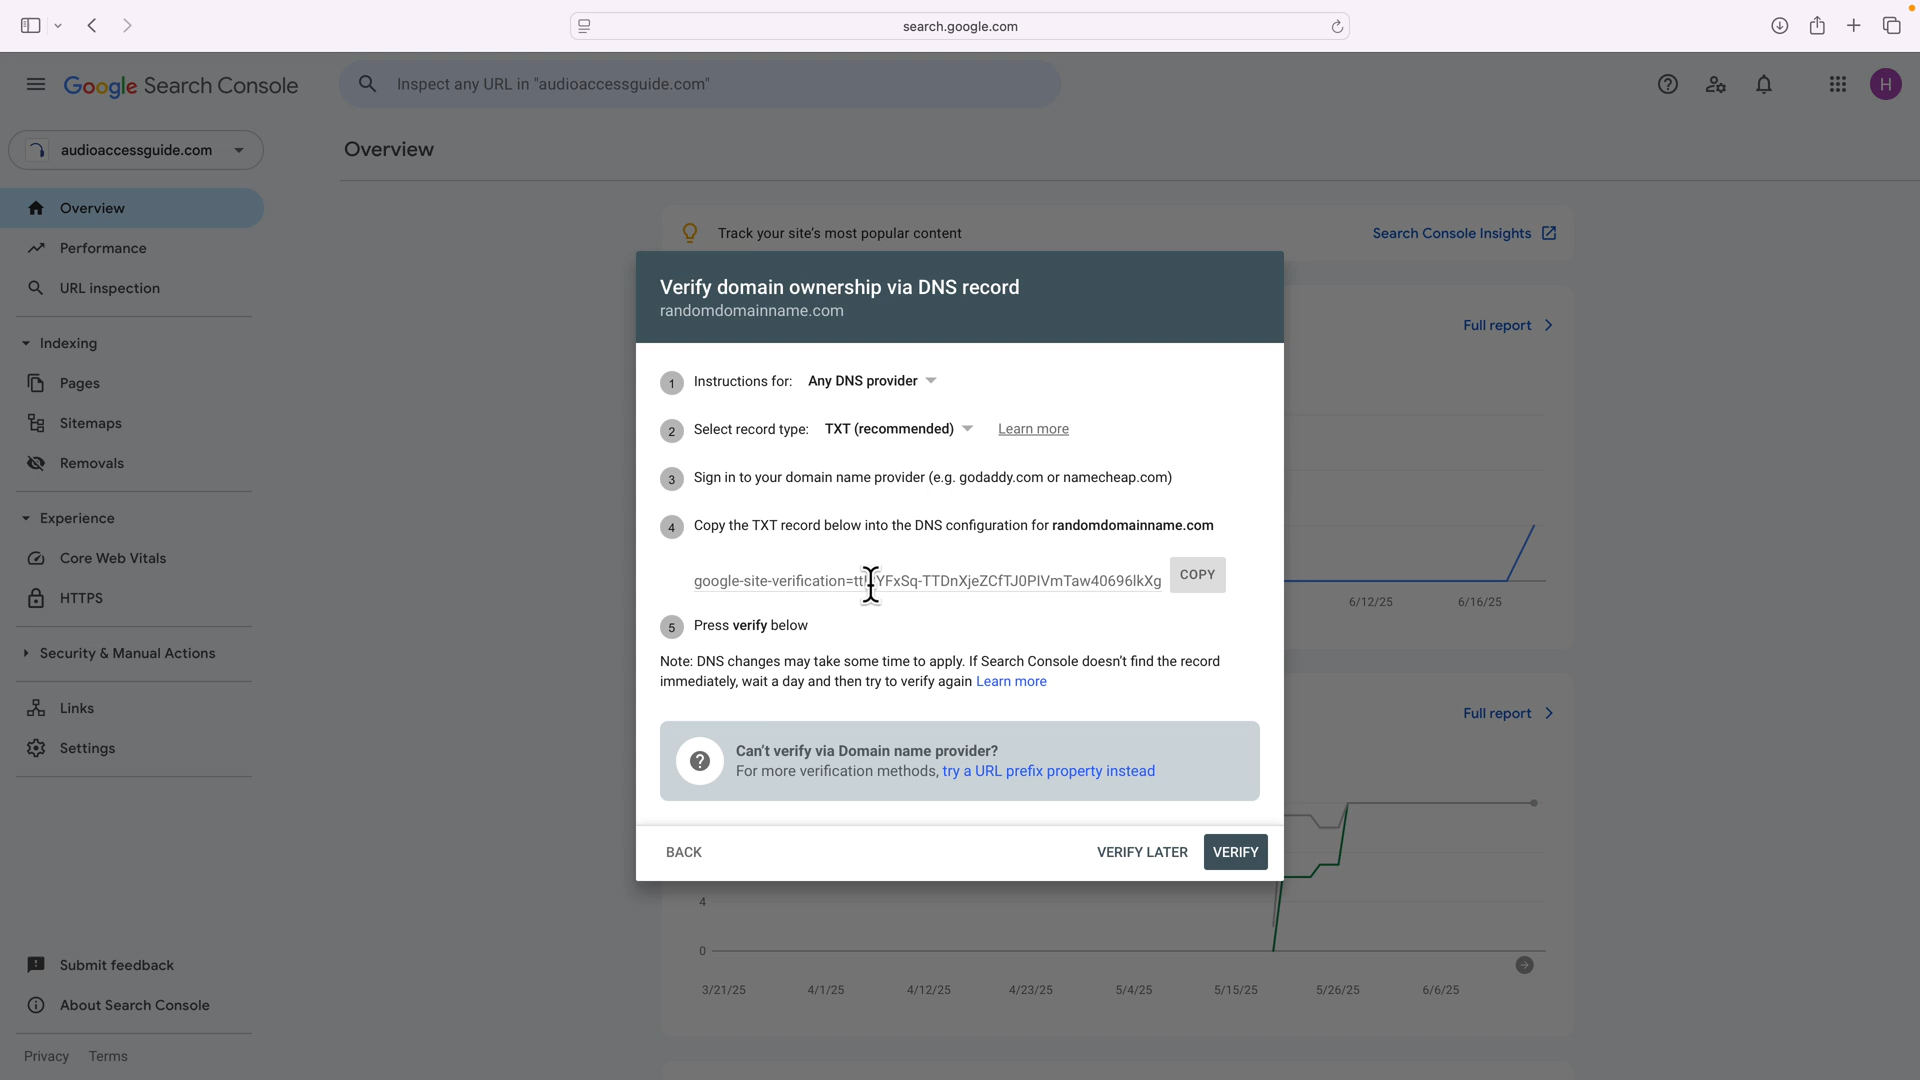 search.google.com
Google Search Console
Inspect any URL in "audioaccessguide.com"
H
audioaccessguide.com
Overview
Overview
Performance
URL inspection
Indexing
Pages
Sitemaps
Removals
Experience
Core Web Vitals
HTTPS
Security & Manual Actions
Links
Settings
Submit feedback
About Search Console
Privacy Terms
Track your site's most popular content
Search Console Insights
Full report
6/12/25 6/16/25
Full report
4
0
3/21/25 4/1/25 4/12/25 4/23/25 5/4/25 5/15/25 5/26/25 6/6/25
Verify domain ownership via DNS record
randomdomainname.com
1 Instructions for: Any DNS provider
2 Select record type: TXT (recommended) Learn more
3 Sign in to your domain name provider (e.g. godaddy.com or namecheap.com)
4 Copy the TXT record below into the DNS configuration for randomdomainname.com
COPY
5 Press verify below
Note: DNS changes may take some time to apply. If Search Console doesn't find the record
immediately, wait a day and then try to verify again Learn more
Can't verify via Domain name provider?
For more verification methods, try a URL prefix property instead
BACK
VERIFY LATER
VERIFY